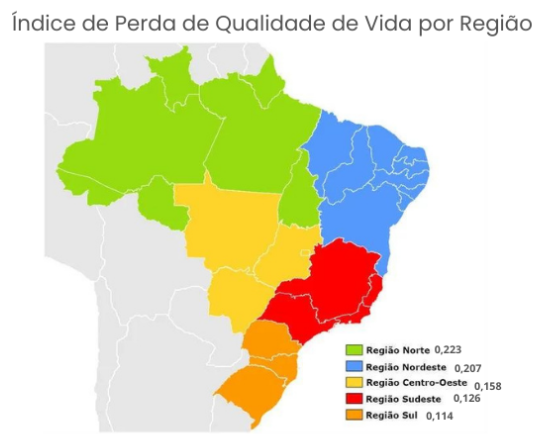 Índice de Perda de Qualidade de Vida por Região
Região Norte 0,223
Região Nordeste 0,207
Região Centro-Oeste 0,158
Região Sudeste 0,126
Região Sul 0,114